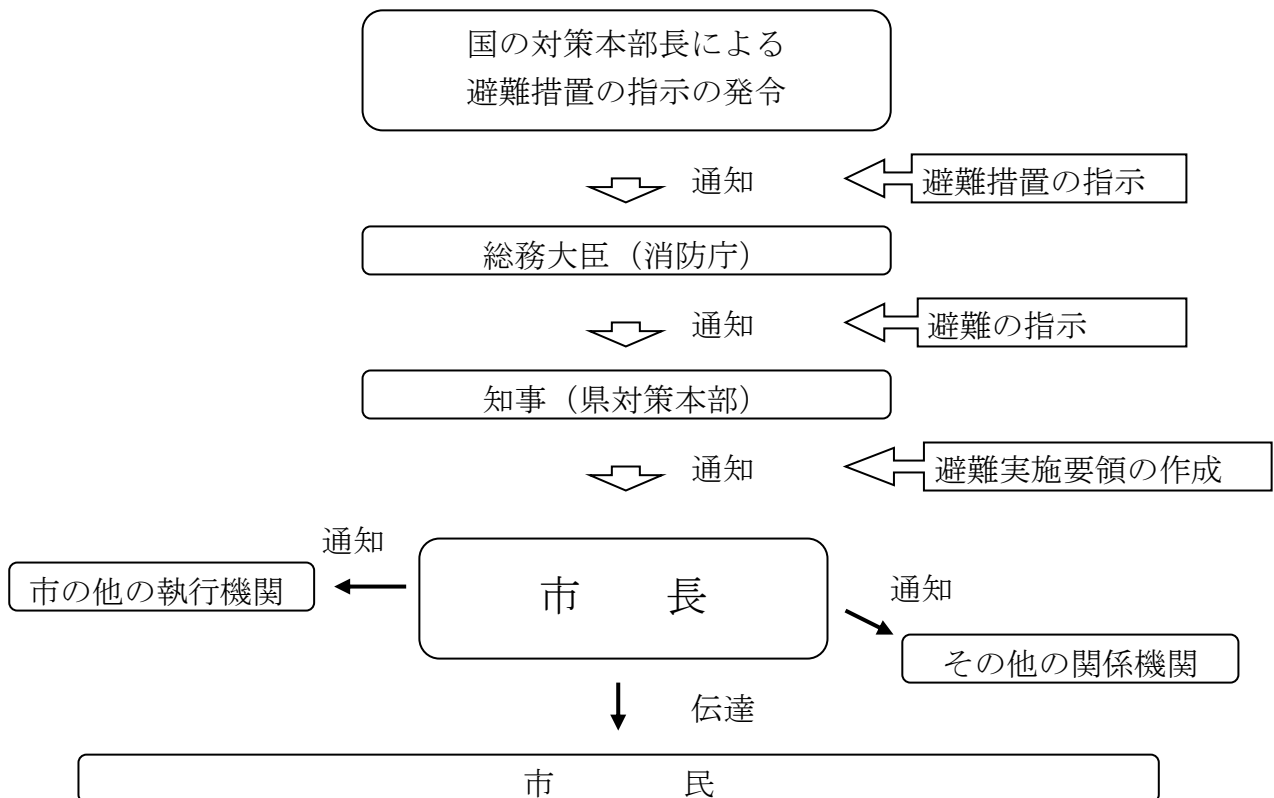 国の対策本部長による
避難措置の指示の発令
通知
避難措置の指示
総務大臣（消防庁）
通知
避難の指示
知事（県対策本部）
通知
避難実施要領の作成
通知
市の他の執行機関
市　　長
通知
その他の関係機関
伝達
市　　　　民